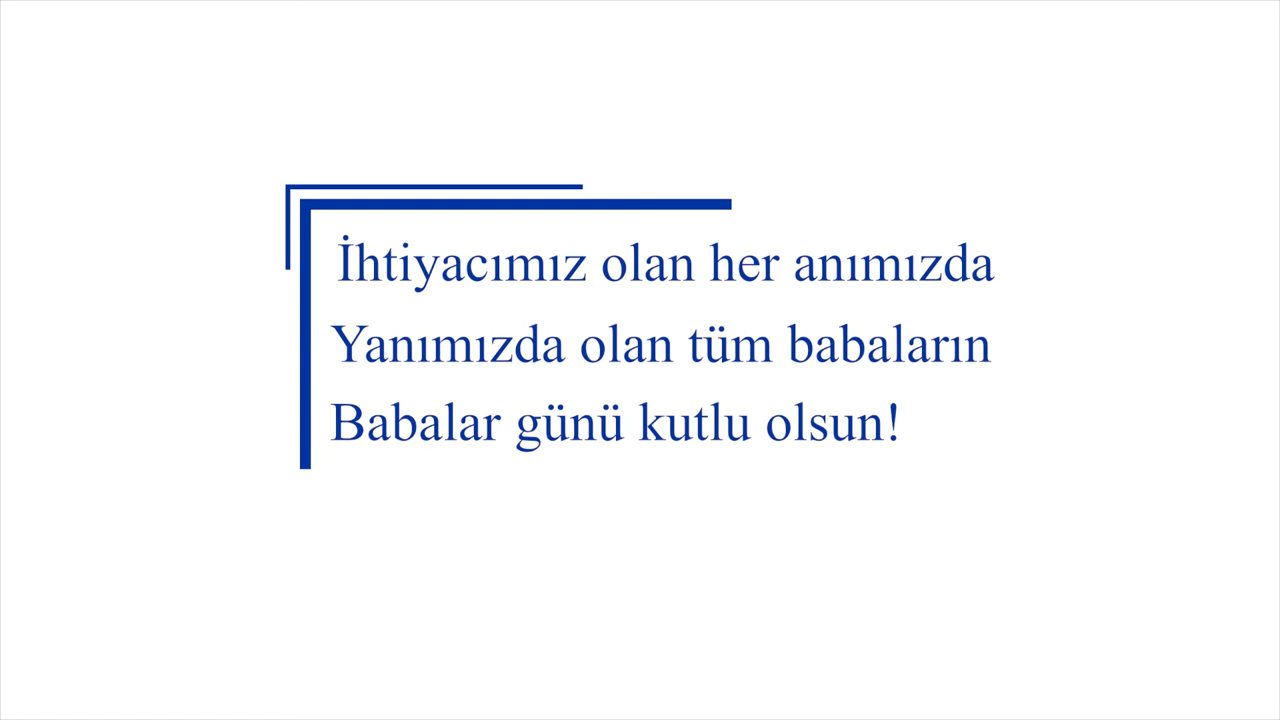 İhtiyacımız olan her anımızda
Yanımızda olan tüm babaların
Babalar günü kutlu olsun!